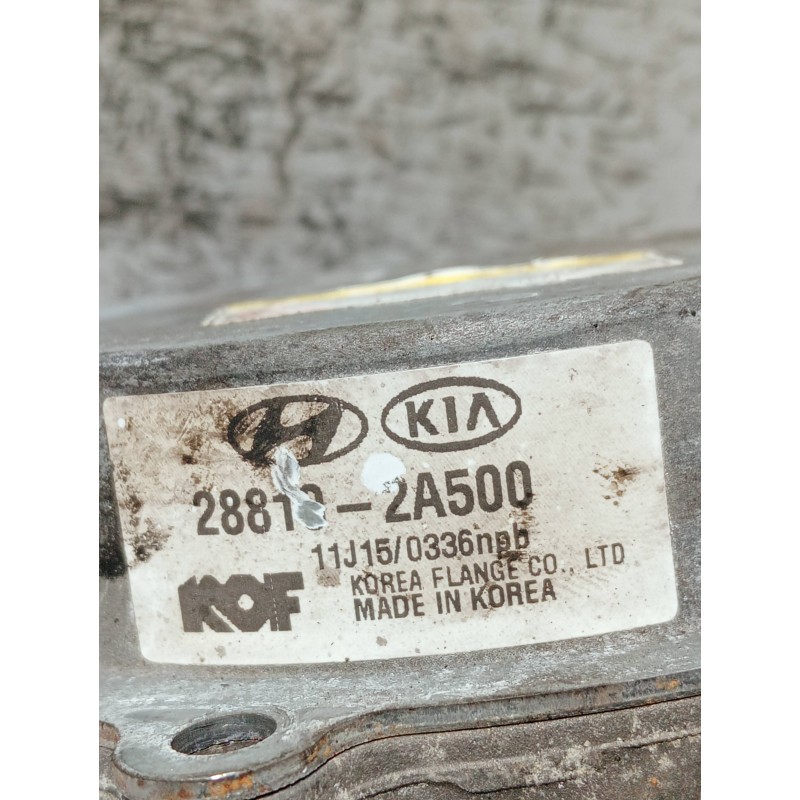 KIA
2881 -2A500
11J15/0336npb
KOF
KOREA FLANGE CO., LTD
MADE IN KOREA